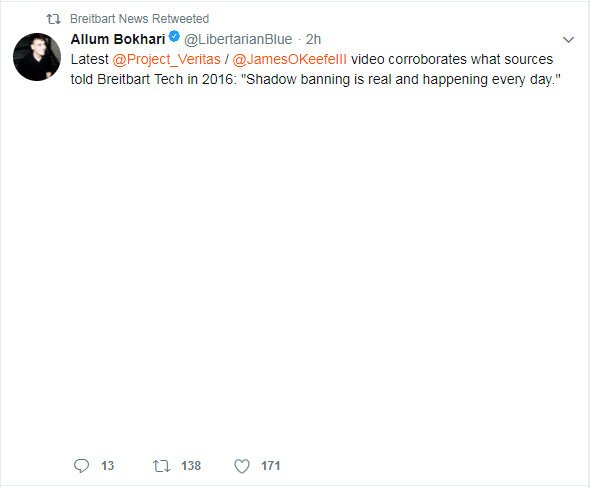 Breitbart News Retweeted
Allum Bokhari @LibertarianBlue · 2h
Latest @Project_Veritas / @JamesOKeefeIII video corroborates what sources
told Breitbart Tech in 2016: "Shadow banning is real and happening every day."
13 138 171